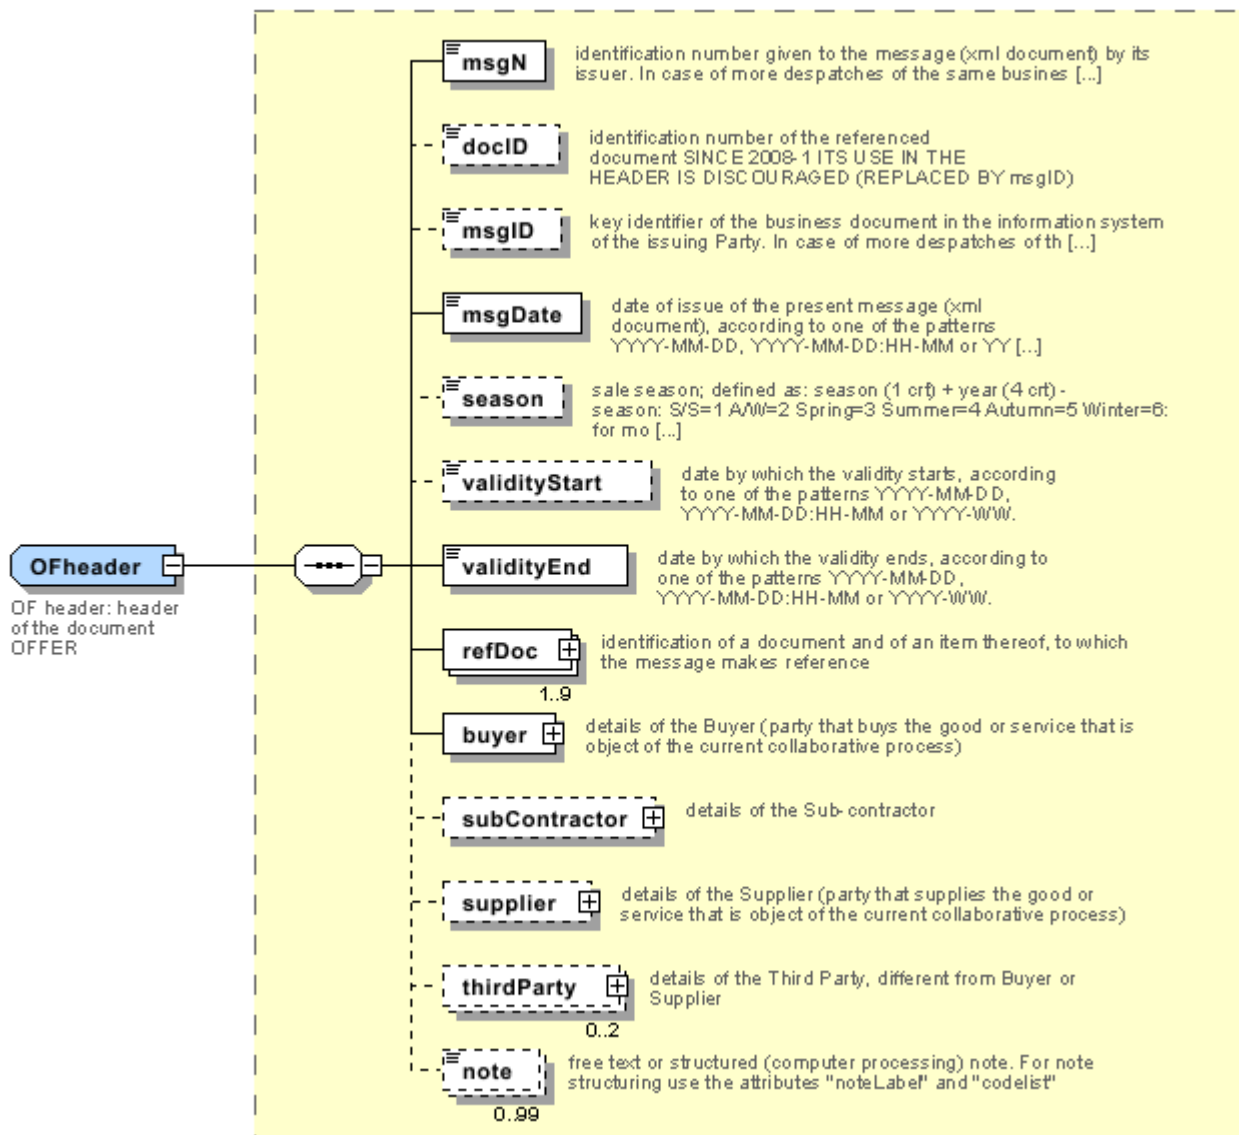 msgN
identification number given to the message (xml document) by its
issuer. In case of more despatches of the same busines [...]
docID
identification number of the referenced
document SINCE 2008-1 ITS USE IN THE
HEADER IS DISCOURAGED (REPLACED BY msgID)
msgID
key identifier of the business document in the information system
of the issuing Party. In case of more despatches of th [...]
msgDate
date of issue of the present message (xml
document), according to one of the patterns
YYYY-MM-DD, YYYY-MM-DD:HH-MM or YY [...]
season
sale season; defined as: season (1 crt) + year (4 crt) -
season: S/S=1 A/W=2 Spring=3 Summer=4 Autumn=5 Winter=6:
for mo [...]
validityStart
date by which the validity starts, according
to one of the patterns YYYY-MM-DD,
YYYY-MM-DD:HH-MM or YYYY-WW.
OFheader
OF header: header
of the document
OFFER
validityEnd
date by which the validity ends, according to
one of the patterns YYYY-MM-DD,
YYYY-MM-DD:HH-MM or YYYY-WW.
refDoc
identification of a document and of an item thereof, to which
the message makes reference
1..9
buyer
details of the Buyer (party that buys the good or service that is
object of the current collaborative process)
subContractor
details of the Sub-contractor
supplier
details of the Supplier (party that supplies the good or
service that is object of the current collaborative process)
thirdParty
details of the Third Party, different from Buyer or
Supplier
0..2
note
free text or structured (computer processing) note. For note
structuring use the attributes "noteLabel" and "codelist"
0..99